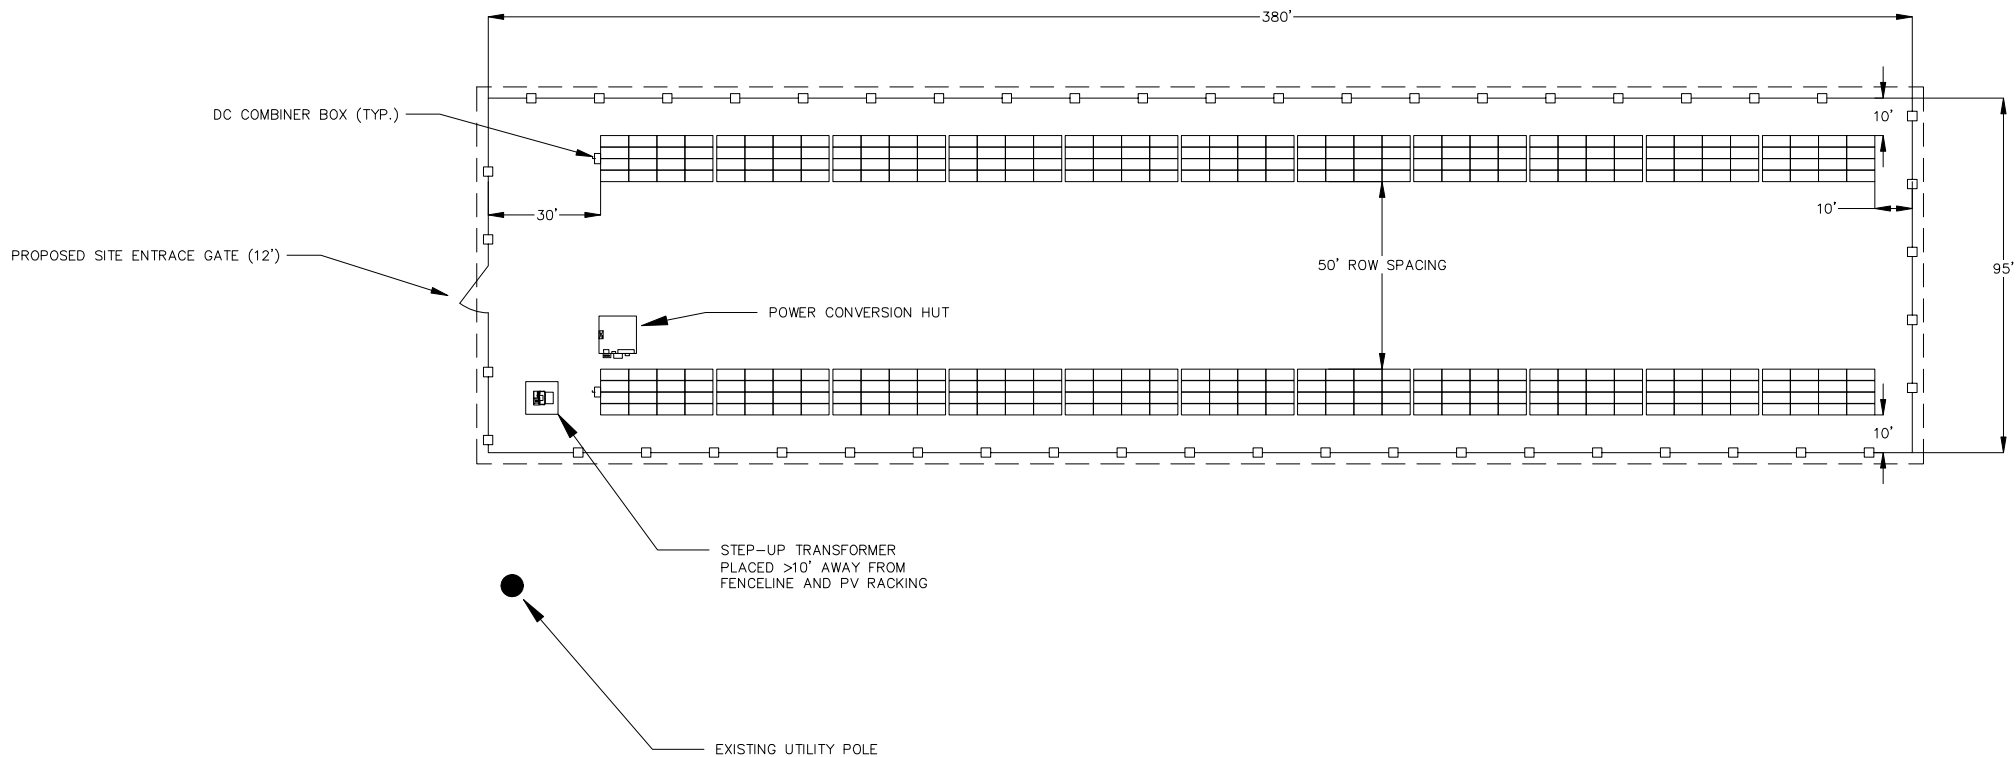 380'
DC COMBINER BOX (TYP.)
10'
30'
10'
PROPOSED SITE ENTRACE GATE (12')
50' ROW SPACING
95'
POWER CONVERSION HUT
10'
STEP-UP TRANSFORMER
PLACED >10' AWAY FROM
FENCELINE AND PV RACKING
EXISTING UTILITY POLE